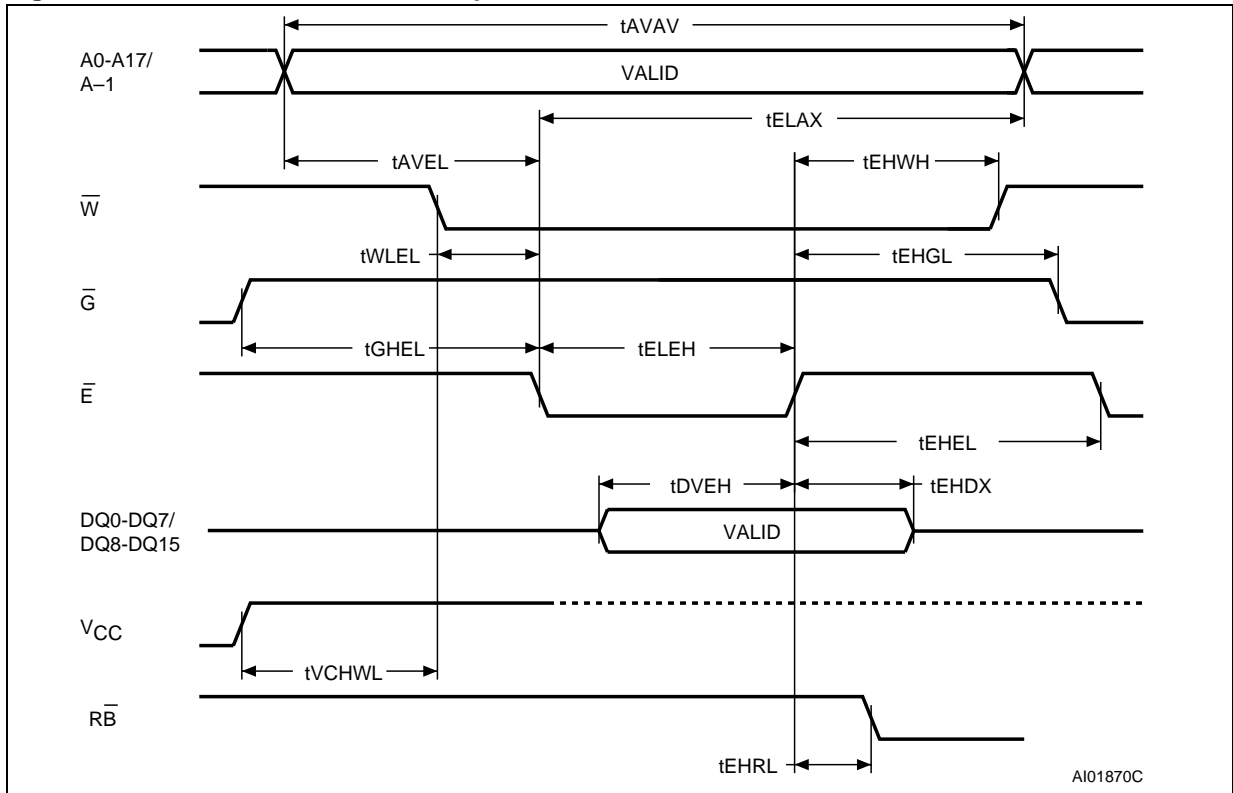 tAVAV
A0-A17/
A–1
VALID
tELAX
tAVEL
tEHWH
W̅
tWLEL
tEHGL
G̅
tGHEL
tELEH
E̅
tEHEL
tDVEH
tEHDX
DQ0-DQ7/
DQ8-DQ15
VALID
VCC
tVCHWL
RB̅
tEHRL
AI01870C